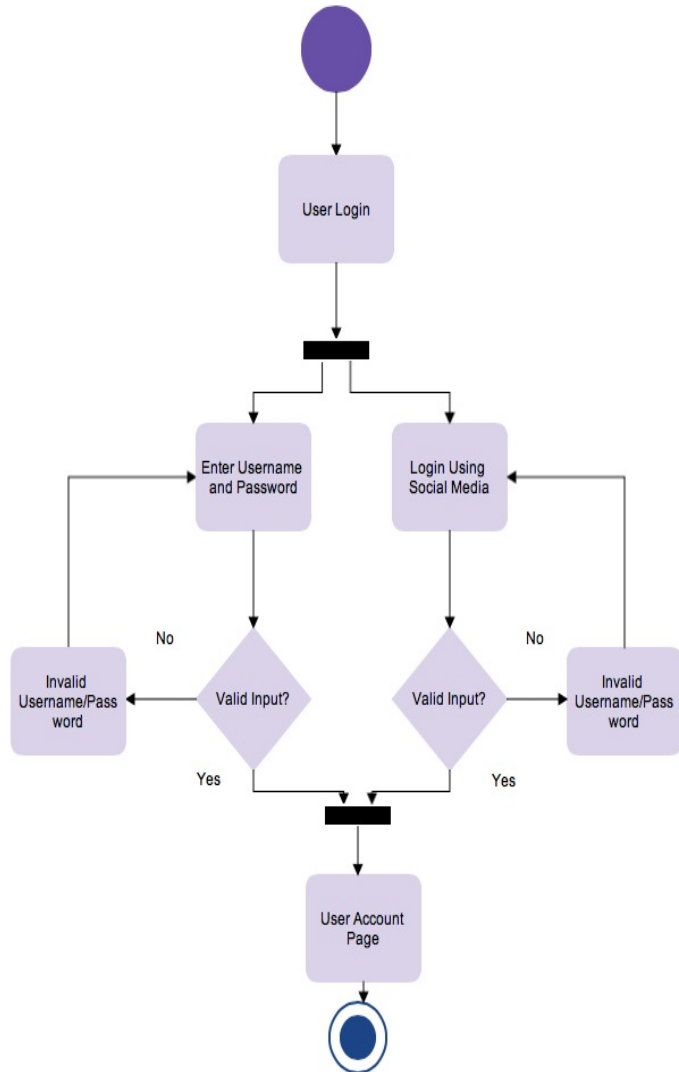 User Login
Enter Username
and Password
Login Using
Social Media
No
No
Invalid
Username/Pass
word
Valid Input?
Valid Input?
Invalid
Username/Pass
word
Yes
Yes
User Account
Page